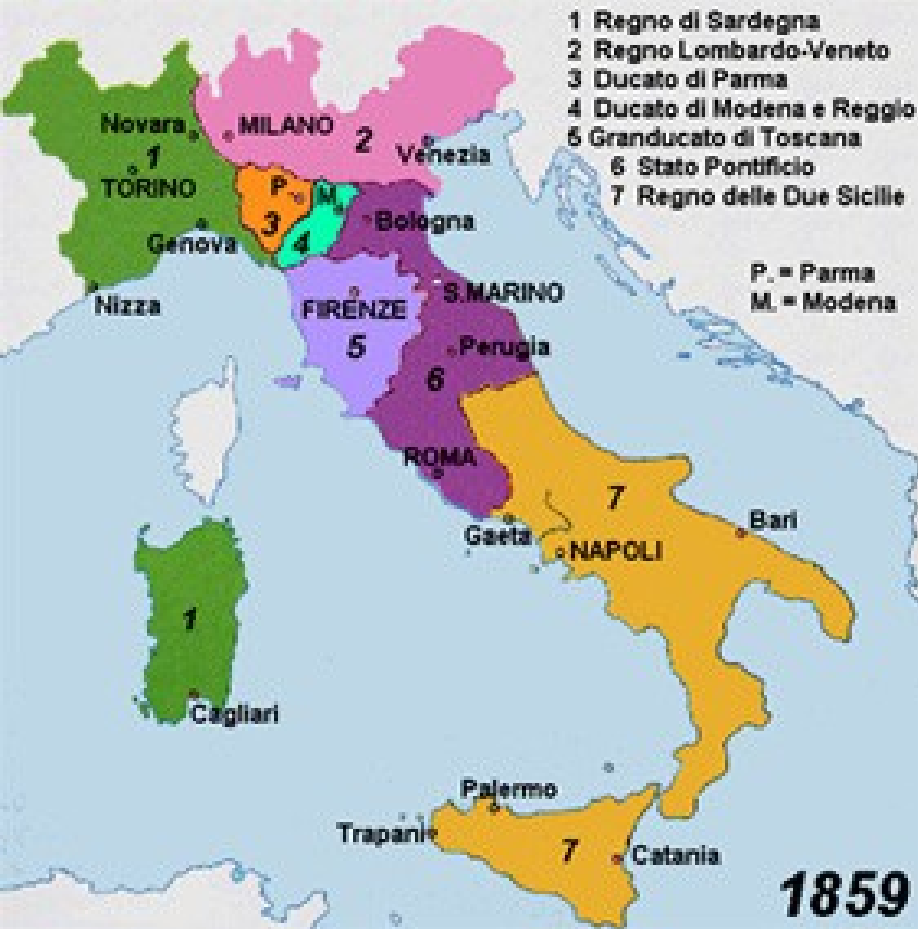 1 Regno di Sardegna
2 Regno Lombardo-Veneto
3 Ducato di Parma
4 Ducato di Modena e Reggio
5 Granducato di Toscana
6 Stato Pontificio
7 Regno delle Due Sicilie
P. = Parma
M. = Modena
Novara
MILANO
1
2
Venezia
TORINO
P.
M.
3
Bologna
Genova
4
S.MARINO
Nizza
FIRENZE
5
Perugia
6
ROMA
7
Gaeta
Bari
NAPOLI
1
Cagliari
Palermo
Trapani
7
Catania
1859